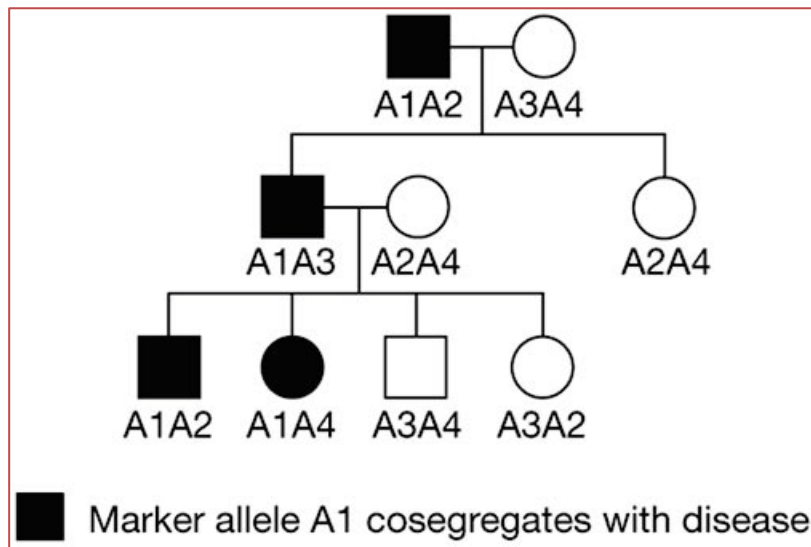 A1A2 A3A4
A1A3 A2A4 A2A4
A1A2 A1A4 A3A4 A3A2
Marker allele A1 cosegregates with disease